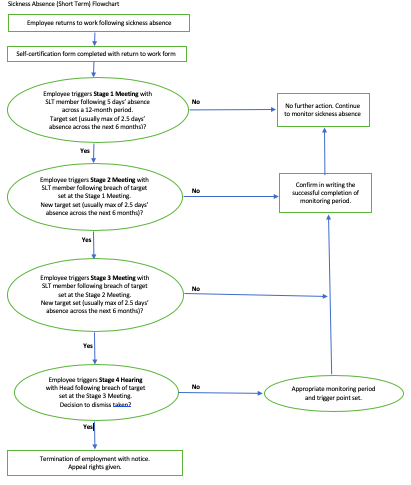 Sickness Absence (Short Term) Flowchart
Employee returns to work following sickness absence
Self-certification form completed with return to work form
Employee triggers Stage 1 Meeting with
SLT member following 5 days' absence
across a 12-month period.
Target set (usually max of 2.5 days'
absence across the next 6 months)?
No
No further action. Continue
to monitor sickness absence
Yes
Employee triggers Stage 2 Meeting with
SLT member following breach of target
set at the Stage 1 Meeting.
New target set (usually max of 2.5 days'
absence across the next 6 months)?
No
Confirm in writing the
successful completion of
monitoring period.
Yes
Employee triggers Stage 3 Meeting with
SLT member following breach of target
set at the Stage 2 Meeting.
New target set (usually max of 2.5 days'
absence across the next 6 months)?
No
Yes
Employee triggers Stage 4 Hearing
with Head following breach of target
set at the Stage 3 Meeting.
Decision to dismiss taken?
No
Appropriate monitoring period
and trigger point set.
Yes
Termination of employment with notice.
Appeal rights given.